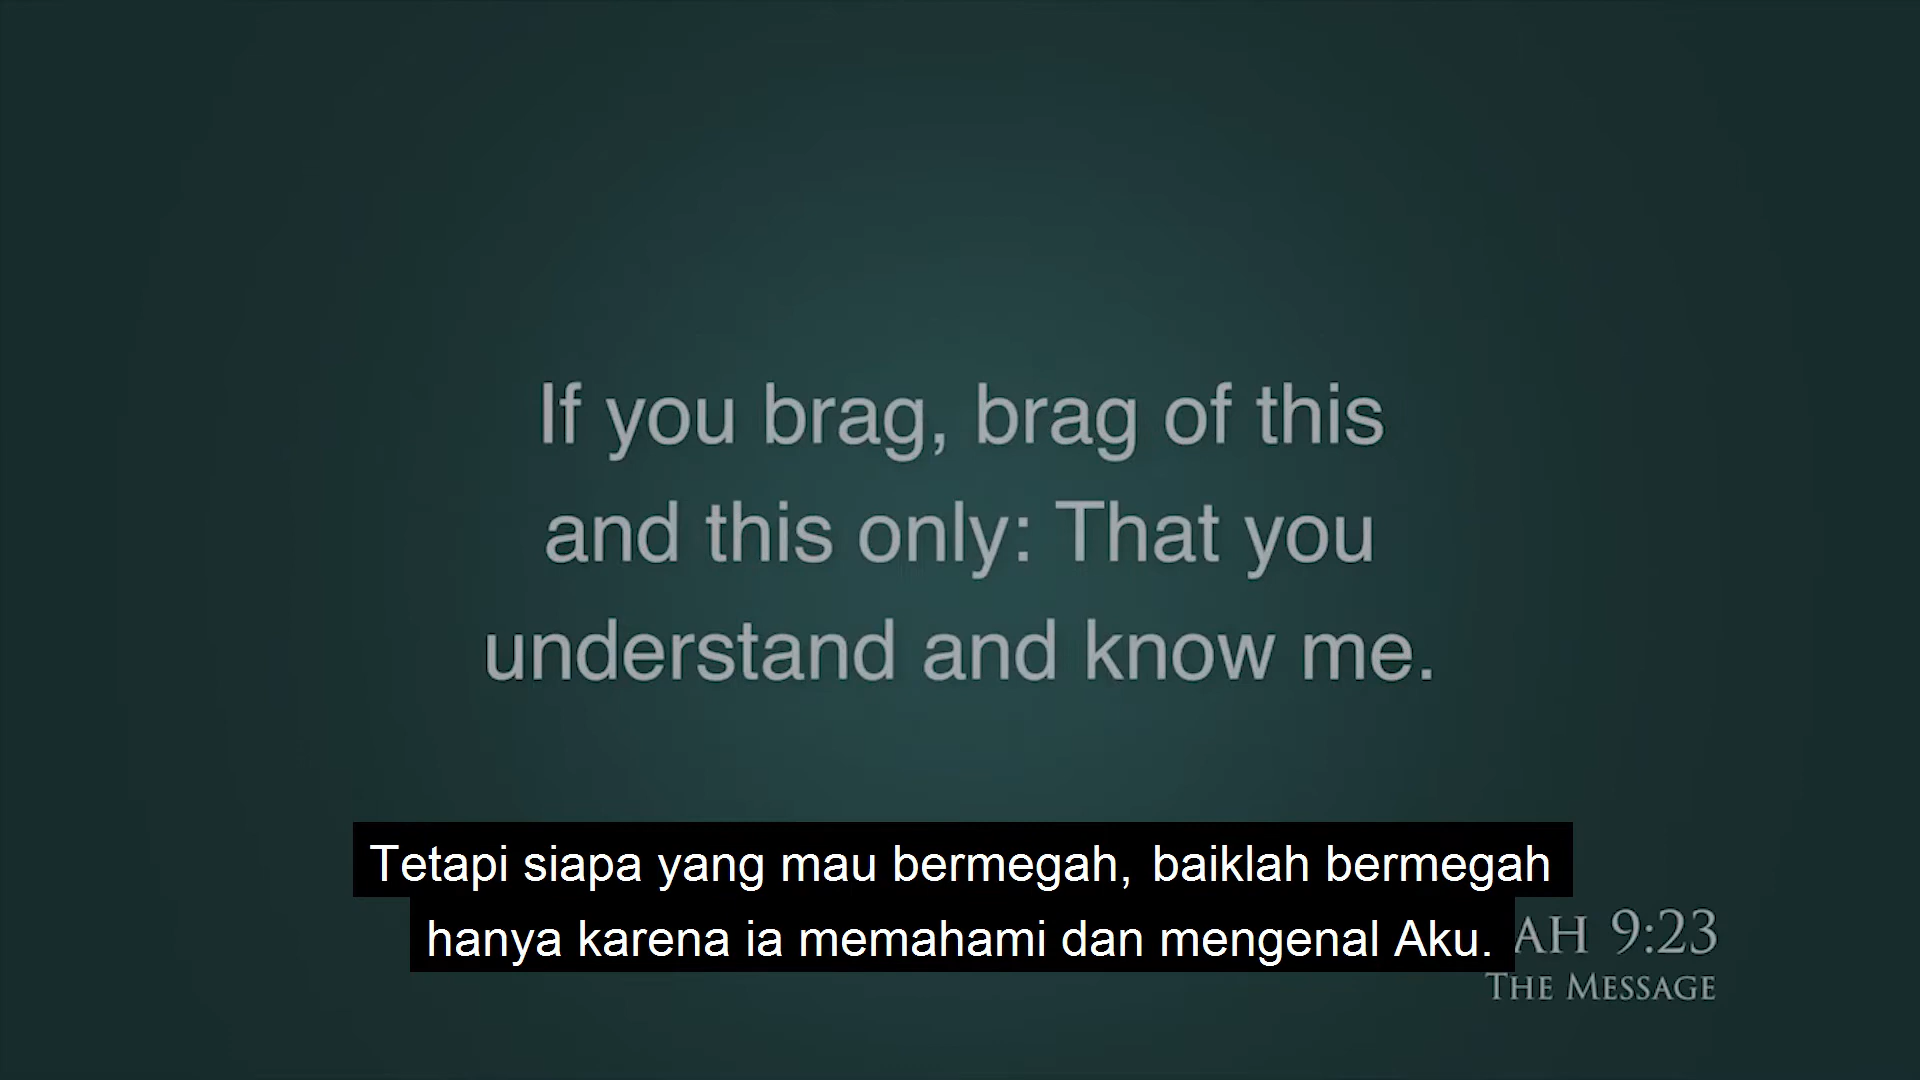 If you brag, brag of this
and this only: That you
understand and know me.
Tetapi siapa yang mau bermegah, baiklah bermegah
hanya karena ia memahami dan mengenal Aku.
9:23
The Message